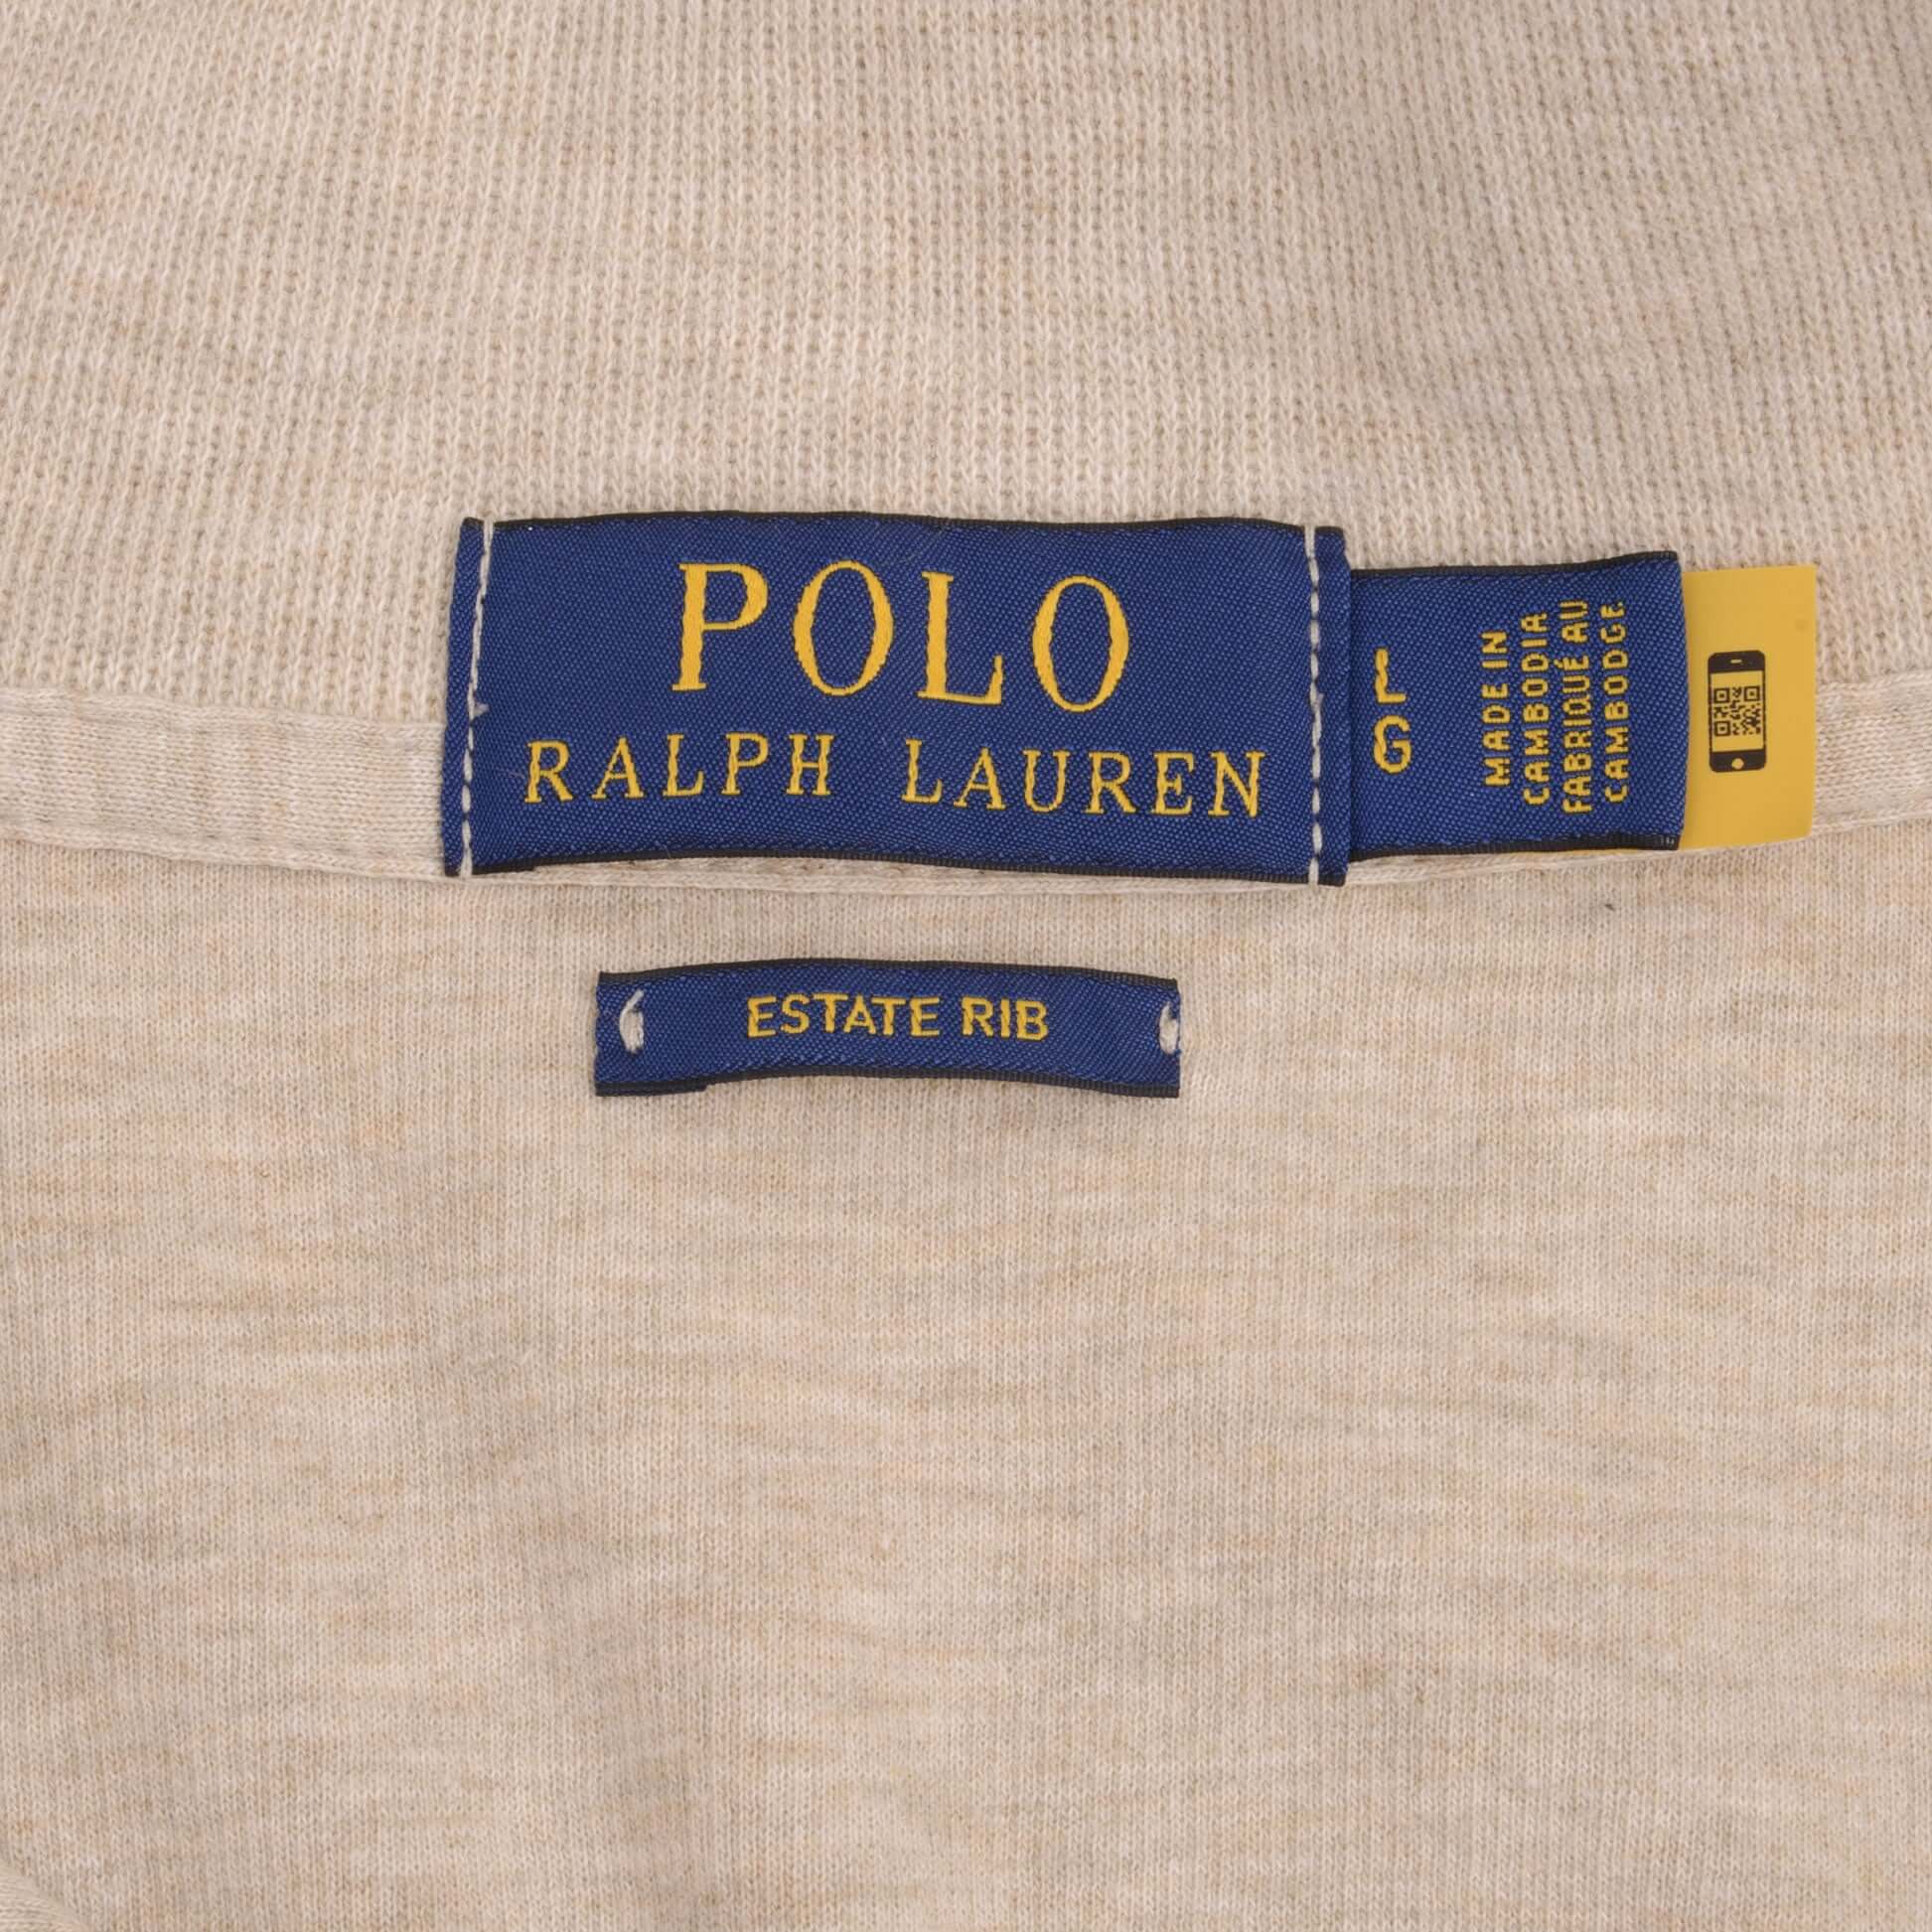 POLO
RALPH LAUREN
L
G
MADE IN
CAMBODIA
FABRIQUÉ AU
CAMBODGE
ESTATE RIB